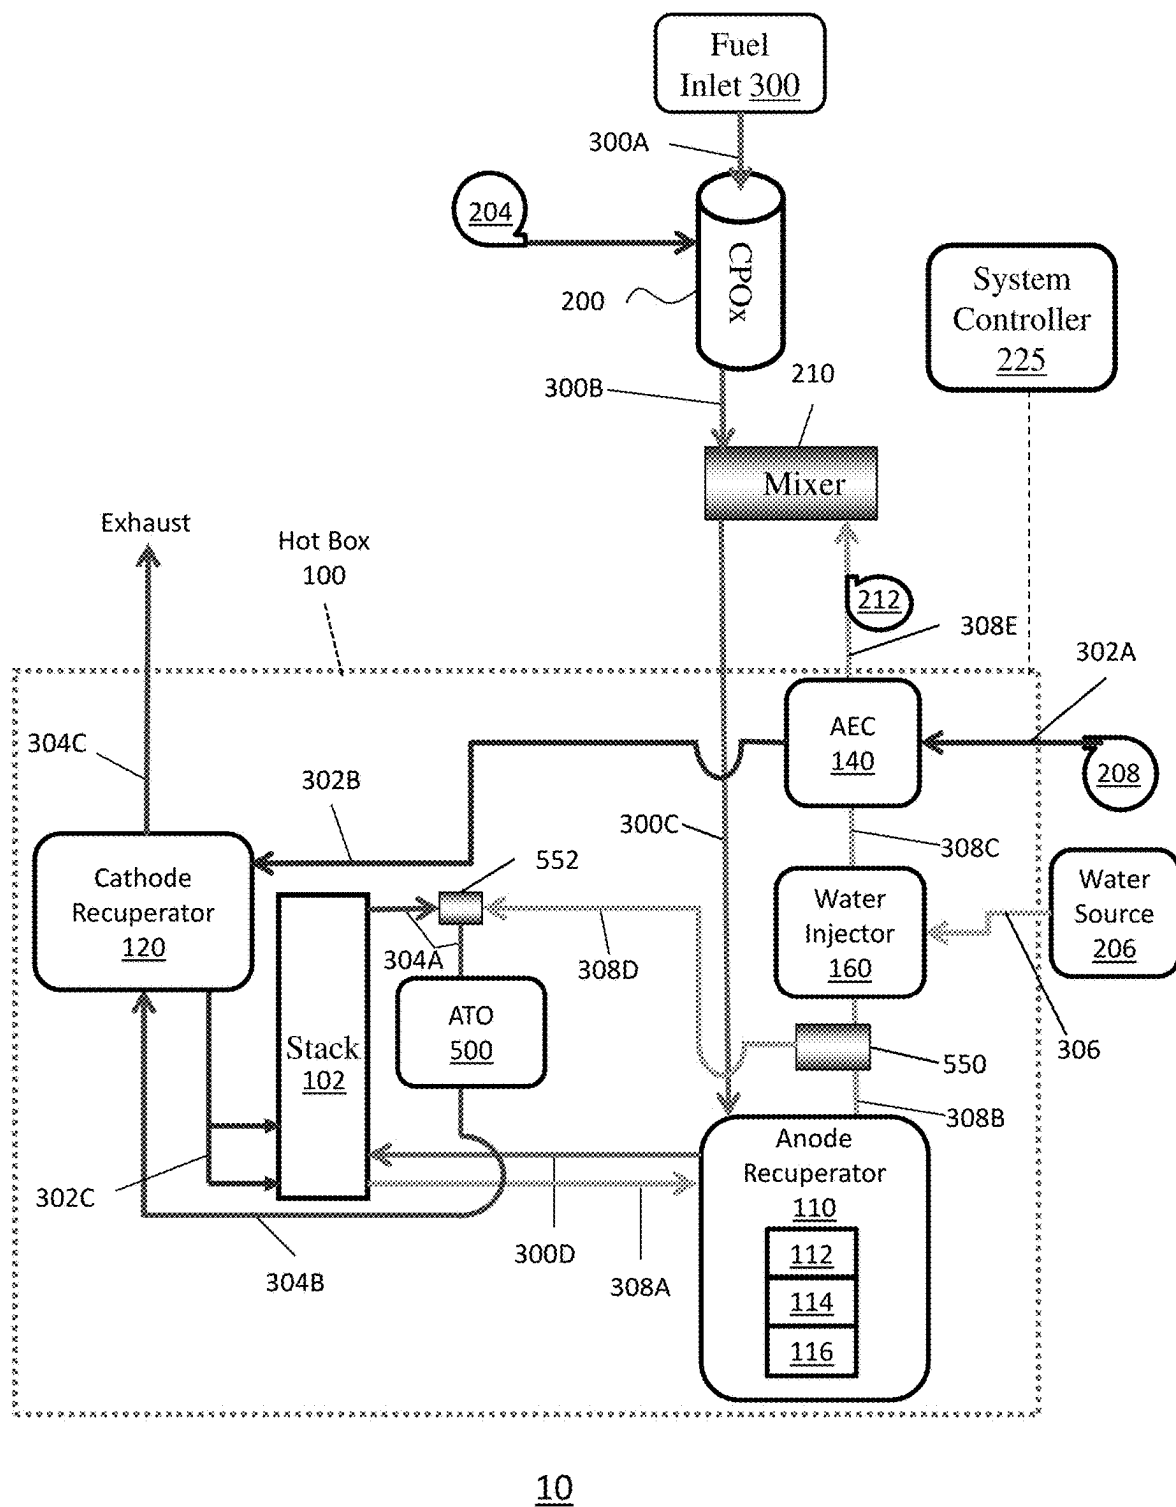 Fuel
Inlet 300
300A
204
CPOx
200
System
Controller
225
300B
210
Mixer
Exhaust
Hot Box
100
212
308E
302A
304C
AEC
140
208
302B
300C
308C
552
Cathode
Recuperator
120
Water
Injector
160
Water
Source
206
304A
308D
ATO
500
Stack
102
550
306
308B
Anode
Recuperator
110
302C
300D
308A
304B
112
114
116
10